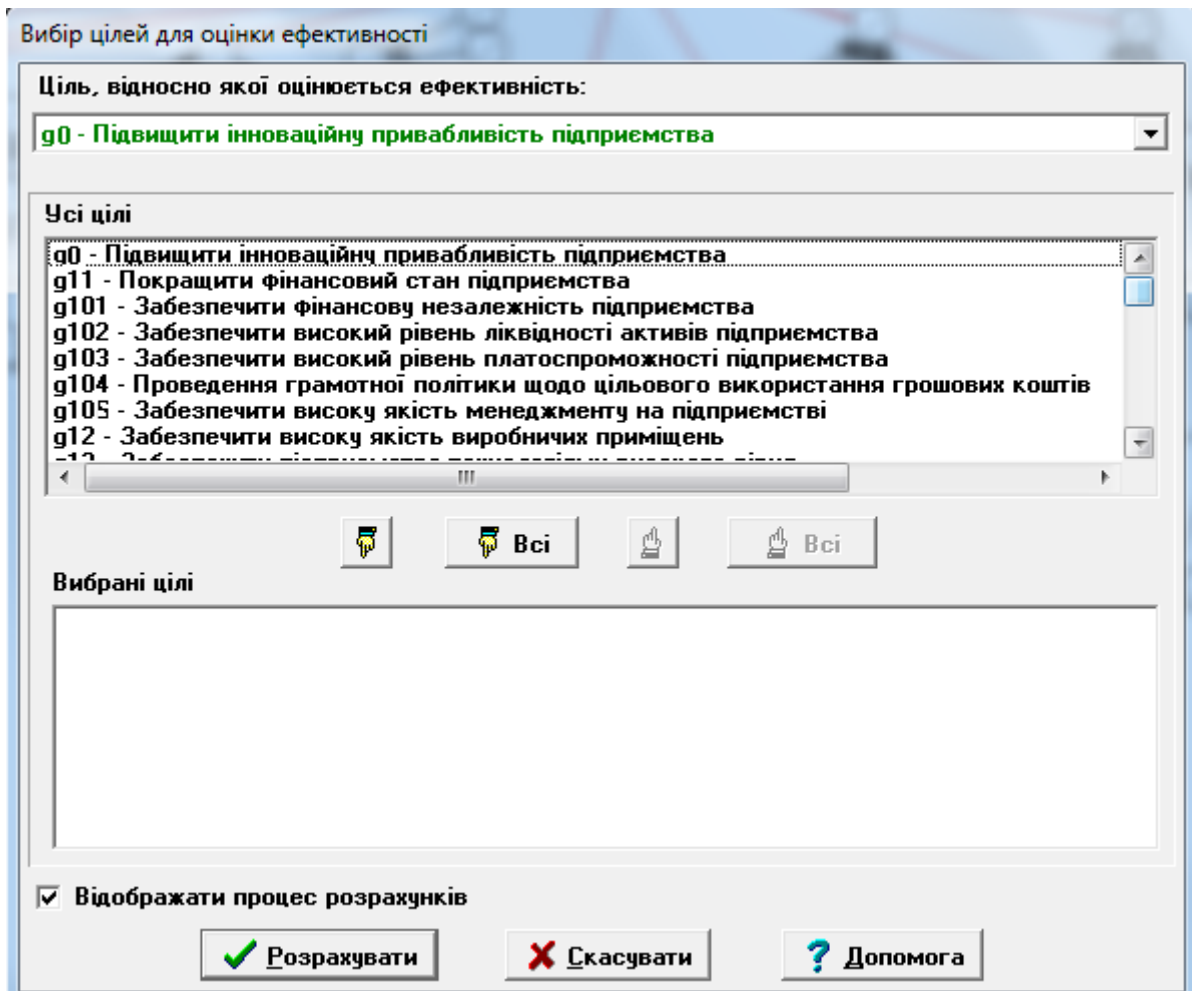 Вибір цілей для оцінки ефективності
Ціль, відносно якої оцінюється ефективність:
g0 - Підвищити інноваційну привабливість підприємства
Усі цілі
g0 - Підвищити інноваційну привабливість підприємства
g11 - Покращити фінансовий стан підприємства
g101 - Забезпечити фінансову незалежність підприємства
g102 - Забезпечити високий рівень ліквідності активів підприємства
g103 - Забезпечити високий рівень платоспроможності підприємства
g104 - Проведення грамотної політики щодо цільового використання грошових коштів
g105 - Забезпечити високу якість менеджменту на підприємстві
g12 - Забезпечити високу якість виробничих приміщень
Всі
Всі
Вибрані цілі
Відображати процес розрахунків
Розрахувати
Скасувати
Допомога